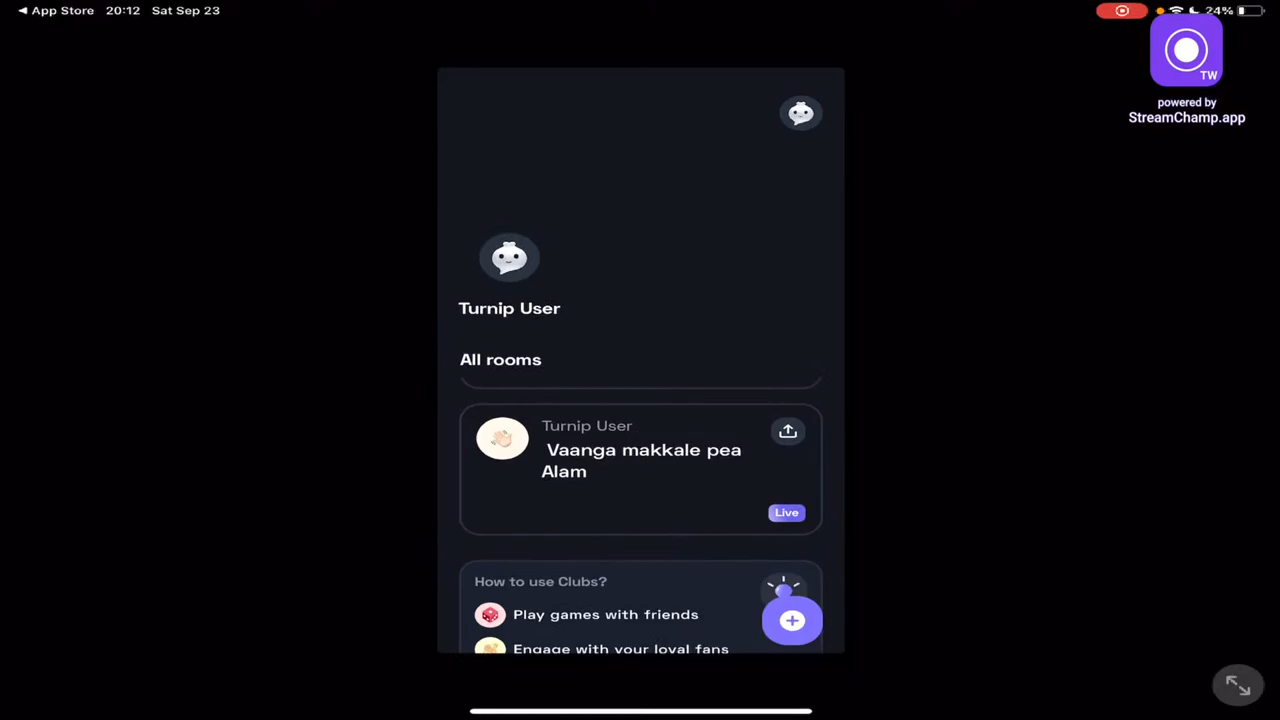 App Store 20:12 Sat Sep 23
24%
TW
powered by
StreamChamp.app
Turnip User
All rooms
Turnip User
Vaanga makkale pea
Alam
Live
How to use Clubs?
Play games with friends
Engage with your loyal fans